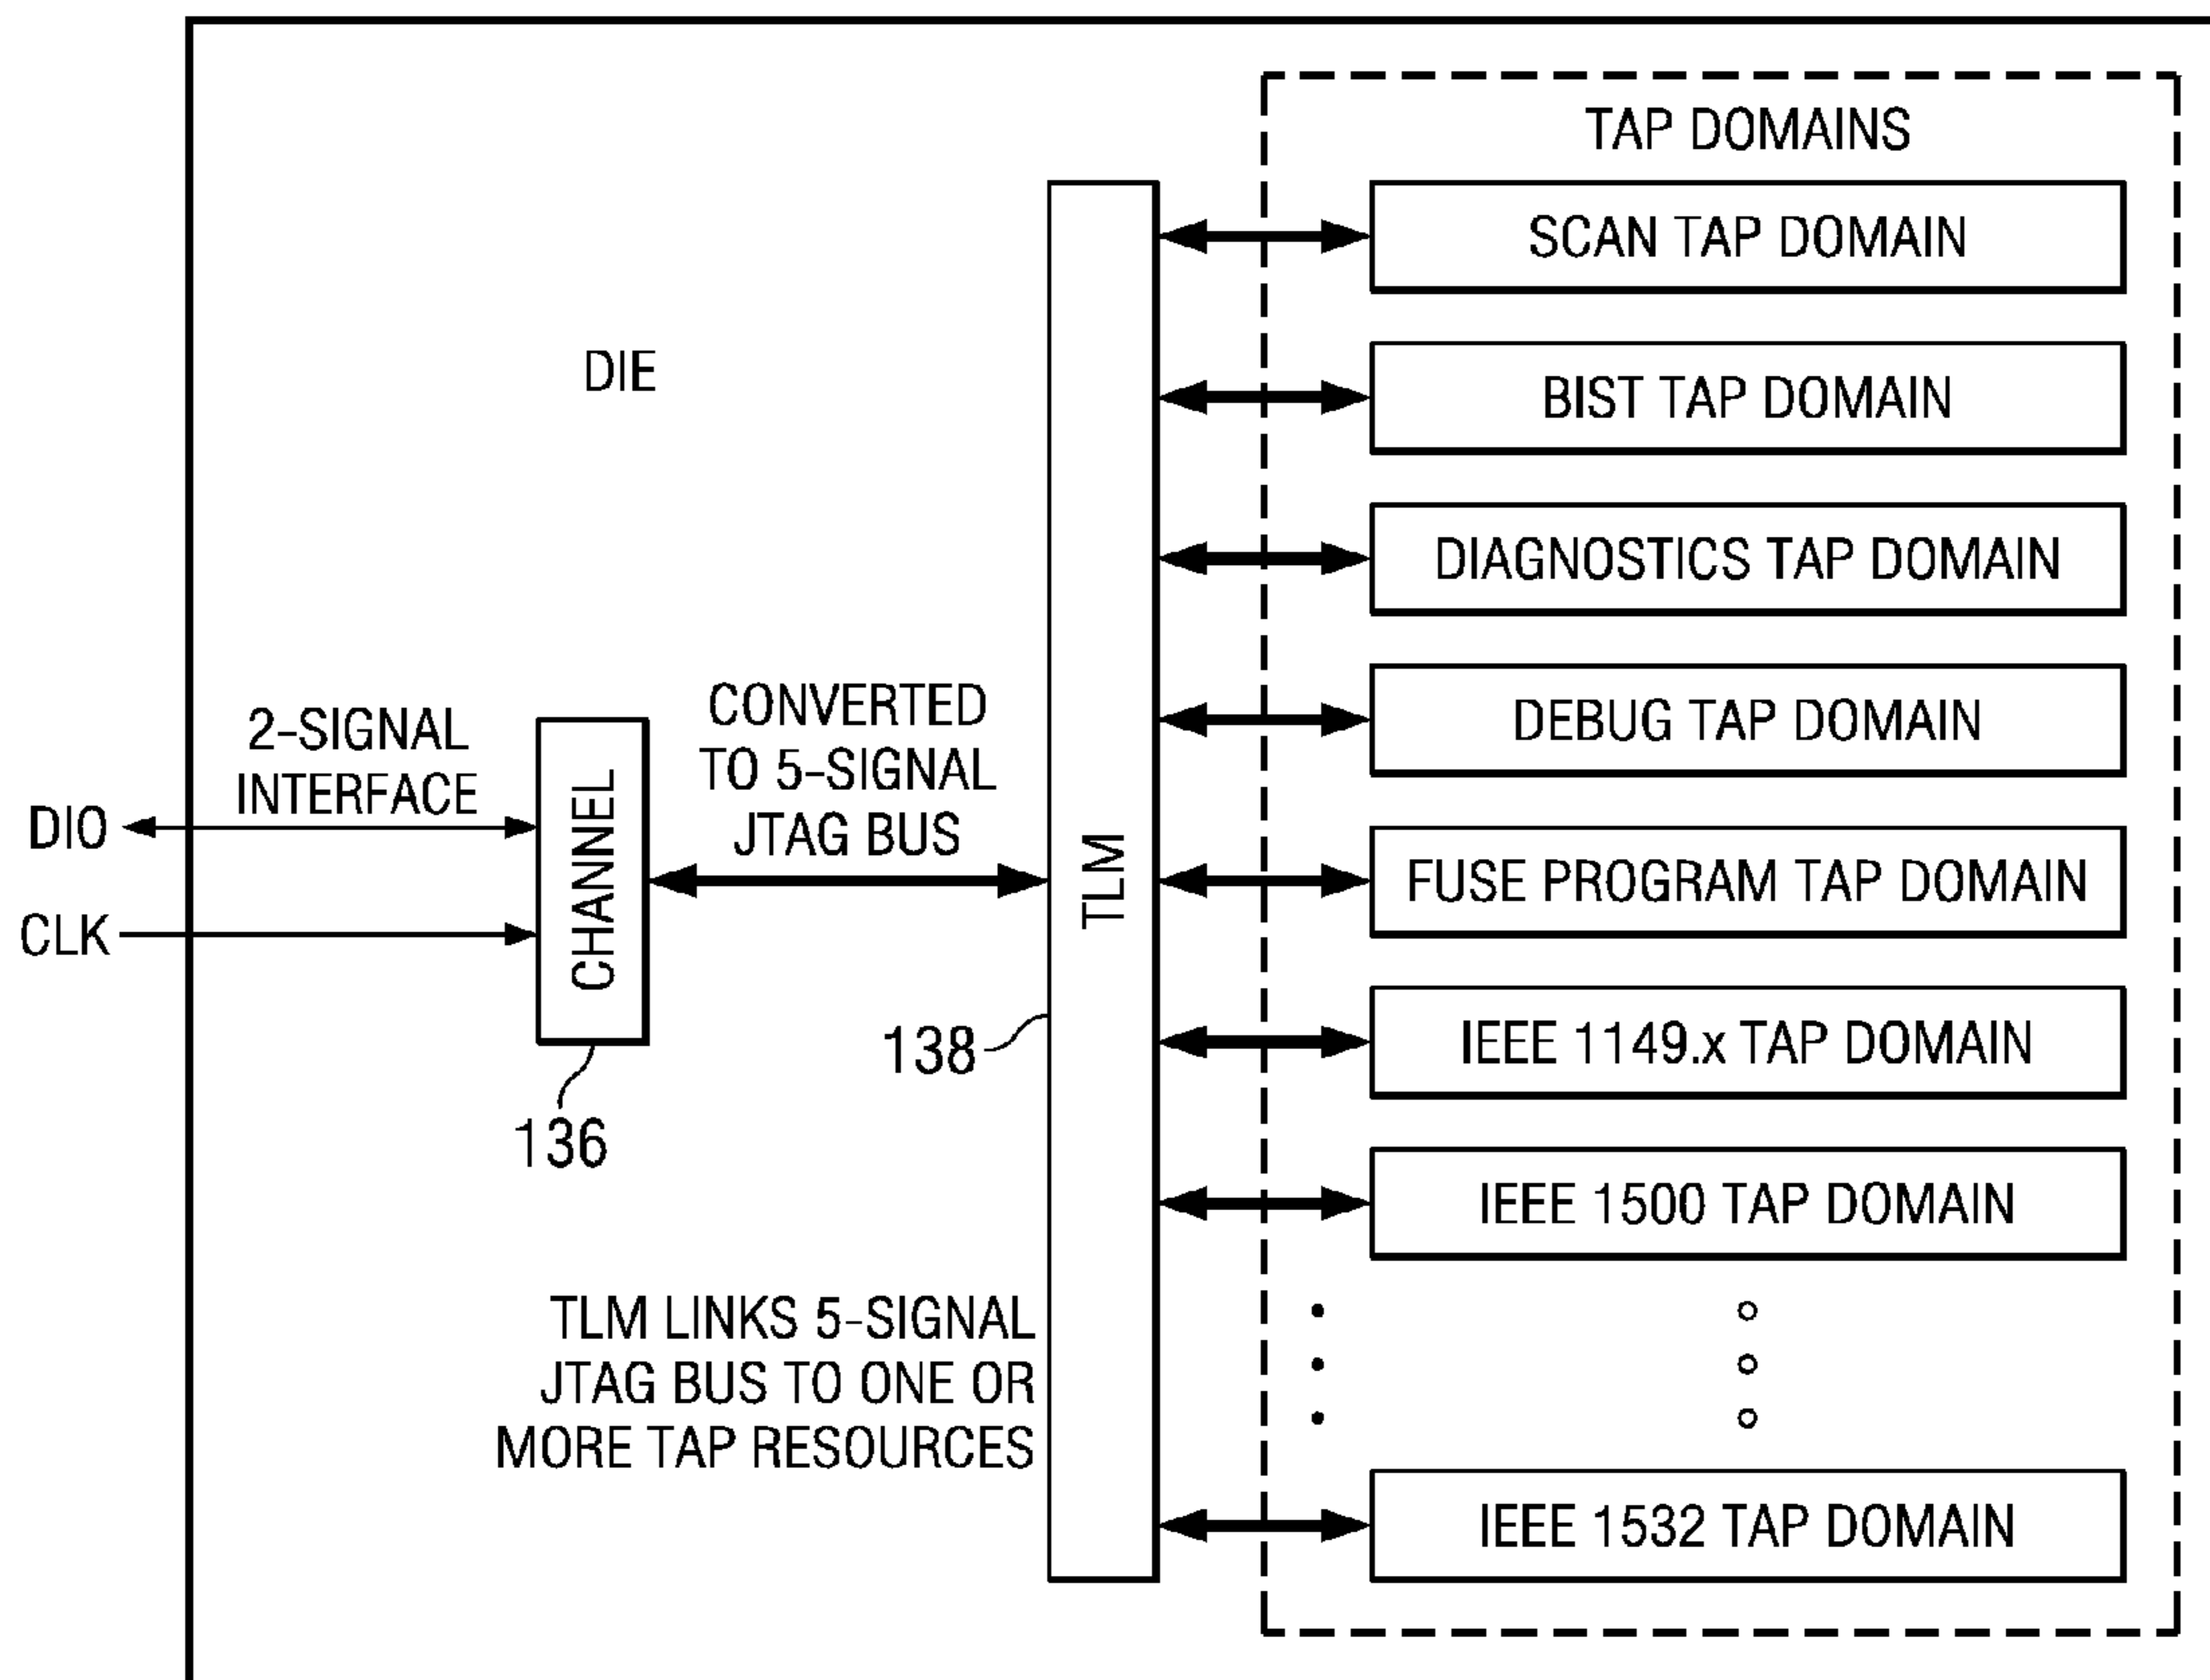 TAP DOMAINS
SCAN TAP DOMAIN
BIST TAP DOMAIN
DIAGNOSTICS TAP DOMAIN
DEBUG TAP DOMAIN
FUSE PROGRAM TAP DOMAIN
IEEE 1149.x TAP DOMAIN
IEEE 1500 TAP DOMAIN
IEEE 1532 TAP DOMAIN
DIE
2-SIGNAL
INTERFACE
DIO
CLK
CHANNEL
136
CONVERTED
TO 5-SIGNAL
JTAG BUS
TLM
138
TLM LINKS 5-SIGNAL
JTAG BUS TO ONE OR
MORE TAP RESOURCES